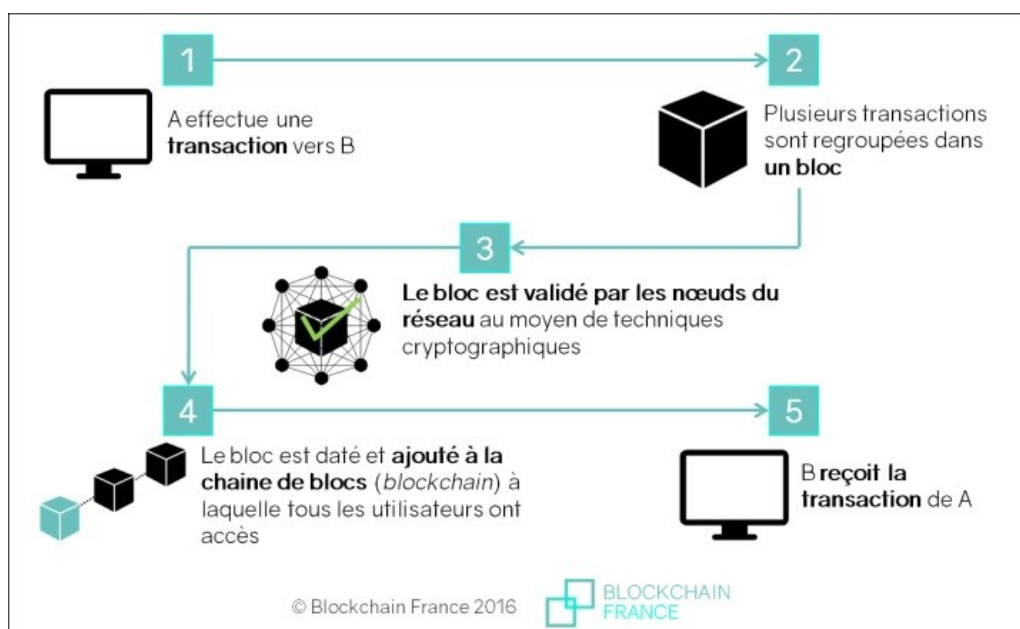 1
2
A effectue une
transaction vers B
Plusieurs transactions
sont regroupées dans
un bloc
3
Le bloc est validé par les nœuds du
réseau au moyen de techniques
cryptographiques
4
5
Le bloc est daté et ajouté à la
chaine de blocs (blockchain) à
laquelle tous les utilisateurs ont
accès
B reçoit la
transaction de A
© Blockchain France 2016
BLOCKCHAIN
FRANCE